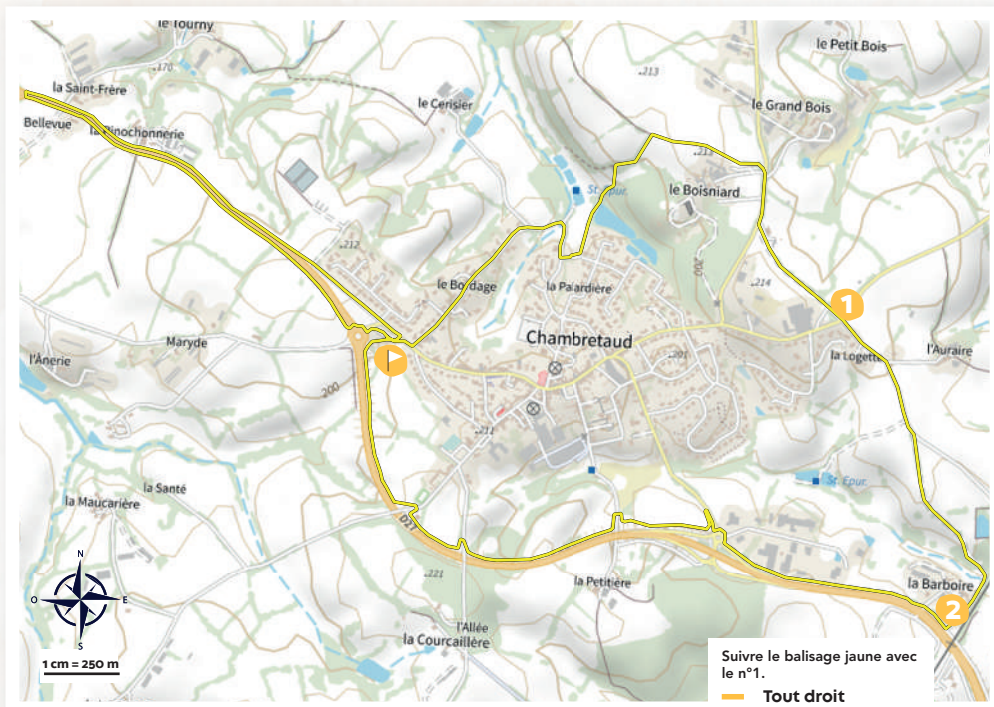 le Tourny
170
la Saint-Frère
Bellevue
la Pinochonnerie
le Cerisier
213
le Petit Bois
le Grand Bois
211
St. Epur.
le Boisniard
200
212
le Bordage
la Paiardière
214
1
Chambretaud
201
la Logette
l'Auraire
Maryde
l'Ânerie
200
211
la Santé
la Maucarière
D27
St. Epur.
221
la Petitière
la Barboire
2
l'Allée
la Courcaillère
N
O
E
S
1 cm = 250 m
Suivre le balisage jaune avec
le n°1.
Tout droit